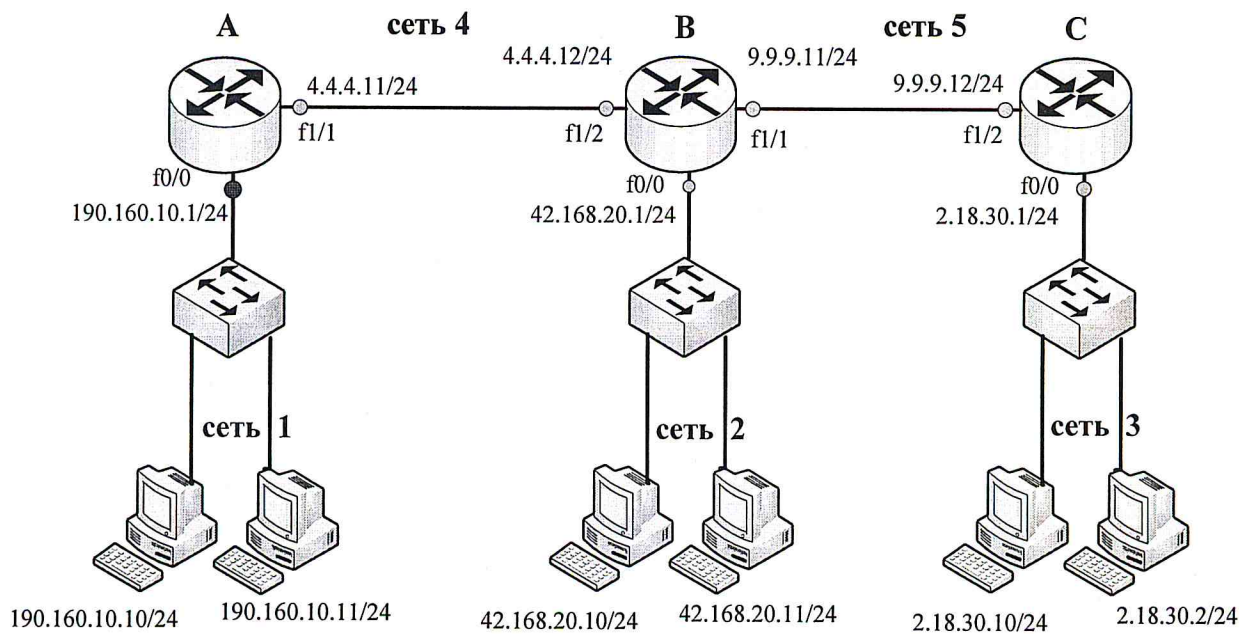 A
сеть 4
B
сеть 5
C
4.4.4.11/24
4.4.4.12/24
9.9.9.11/24
9.9.9.12/24
f1/1
f1/2
f1/1
f1/2
f0/0
f0/0
f0/0
190.160.10.1/24
42.168.20.1/24
2.18.30.1/24
сеть 1
сеть 2
сеть 3
190.160.10.10/24
190.160.10.11/24
42.168.20.10/24
42.168.20.11/24
2.18.30.10/24
2.18.30.2/24